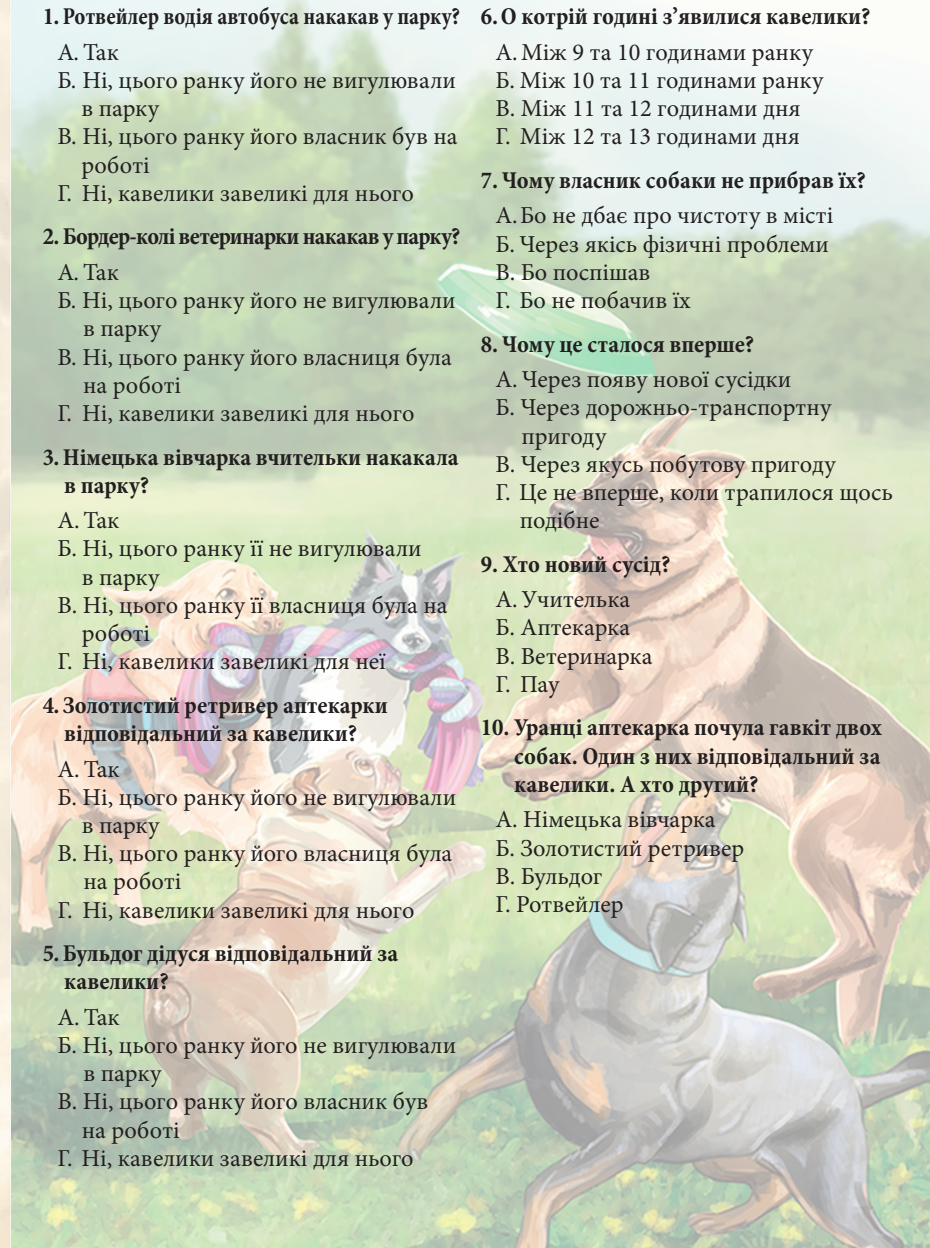 1. Ротвейлер водія автобуса накакав у парку?
А. Так
Б. Ні, цього ранку його не вигулювали
в парку
В. Ні, цього ранку його власник був на
роботі
Г. Ні, кавелики завеликі для нього
2. Бордер-колі ветеринарки накакав у парку?
А. Так
Б. Ні, цього ранку його не вигулювали
в парку
В. Ні, цього ранку його власниця була
на роботі
Г. Ні, кавелики завеликі для нього
3. Німецька вівчарка вчительки накакала
в парку?
А. Так
Б. Ні, цього ранку її не вигулювали
в парку
В. Ні, цього ранку її власниця була на
роботі
Г. Ні, кавелики завеликі для неї
4. Золотистий ретривер аптекарки
відповідальний за кавелики?
А. Так
Б. Ні, цього ранку його не вигулювали
в парку
В. Ні, цього ранку його власниця була
на роботі
Г. Ні, кавелики завеликі для нього
5. Бульдог дідуся відповідальний за
кавелики?
А. Так
Б. Ні, цього ранку його не вигулювали
в парку
В. Ні, цього ранку його власник був
на роботі
Г. Ні, кавелики завеликі для нього
6. О котрій годині з’явилися кавелики?
А. Між 9 та 10 годинами ранку
Б. Між 10 та 11 годинами ранку
В. Між 11 та 12 годинами дня
Г. Між 12 та 13 годинами дня
7. Чому власник собаки не прибрав їх?
А. Бо не дбає про чистоту в місті
Б. Через якісь фізичні проблеми
В. Бо поспішав
Г. Бо не побачив їх
8. Чому це сталося вперше?
А. Через появу нової сусідки
Б. Через дорожньо-транспортну
пригоду
В. Через якусь побутову пригоду
Г. Це не вперше, коли трапилося щось
подібне
9. Хто новий сусід?
А. Учителька
Б. Аптекарка
В. Ветеринарка
Г. Пау
10. Уранці аптекарка почула гавкіт двох
собак. Один з них відповідальний за
кавелики. А хто другий?
А. Німецька вівчарка
Б. Золотистий ретривер
В. Бульдог
Г. Ротвейлер